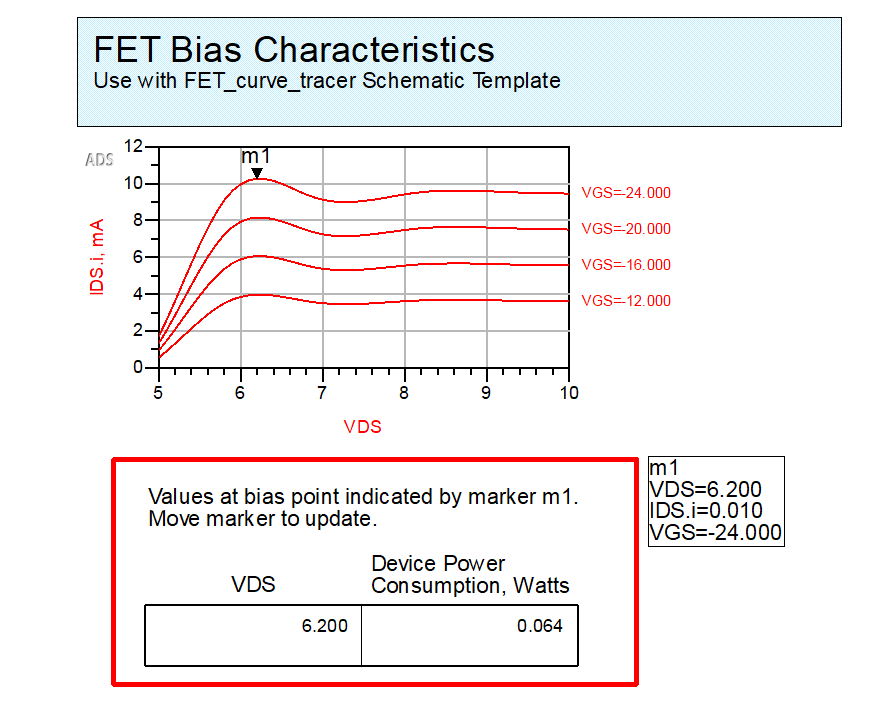 FET Bias Characteristics
Use with FET_curve_tracer Schematic Template
ADS
12
10
8
6
4
2
0
IDS.i, mA
m1
5 6 7 8 9 10
VDS
VGS=-24.000
VGS=-20.000
VGS=-16.000
VGS=-12.000
Values at bias point indicated by marker m1.
Move marker to update.
VDS
Device Power
Consumption, Watts
6.200 0.064
m1
VDS=6.200
IDS.i=0.010
VGS=-24.000